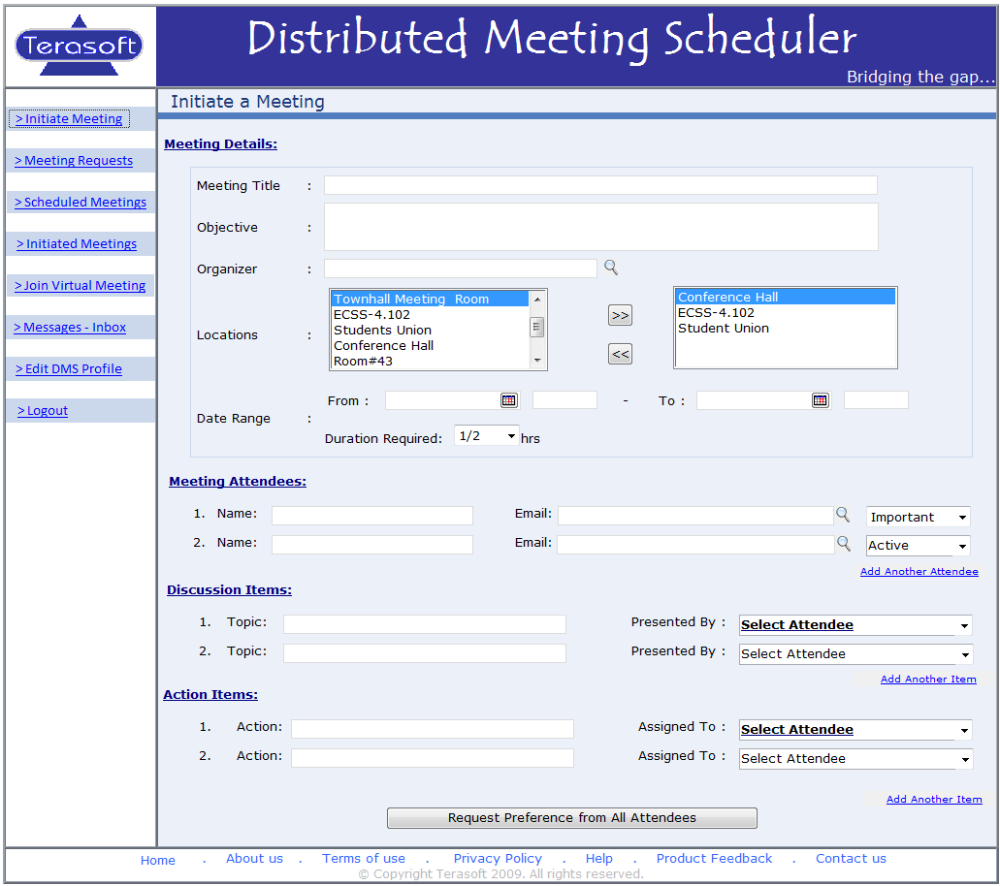 Terasoft
Distributed Meeting Scheduler
Bridging the gap...
> Initiate Meeting
> Meeting Requests
> Scheduled Meetings
> Initiated Meetings
> Join Virtual Meeting
> Messages - Inbox
> Edit DMS Profile
> Logout
Initiate a Meeting
Meeting Details:
Meeting Title :
Objective :
Organizer :
Locations :
Townhall Meeting Room
ECSS-4.102
Students Union
Conference Hall
Room#43
>>
<<
Conference Hall
ECSS-4.102
Student Union
Date Range :
From : - To :
Duration Required: 1/2 hrs
Meeting Attendees:
1. Name: Email: Important
2. Name: Email: Active
Add Another Attendee
Discussion Items:
1. Topic: Presented By : Select Attendee
2. Topic: Presented By : Select Attendee
Add Another Item
Action Items:
1. Action: Assigned To : Select Attendee
2. Action: Assigned To : Select Attendee
Add Another Item
Request Preference from All Attendees
Home . About us . Terms of use . Privacy Policy . Help . Product Feedback . Contact us
© Copyright Terasoft 2009. All rights reserved.